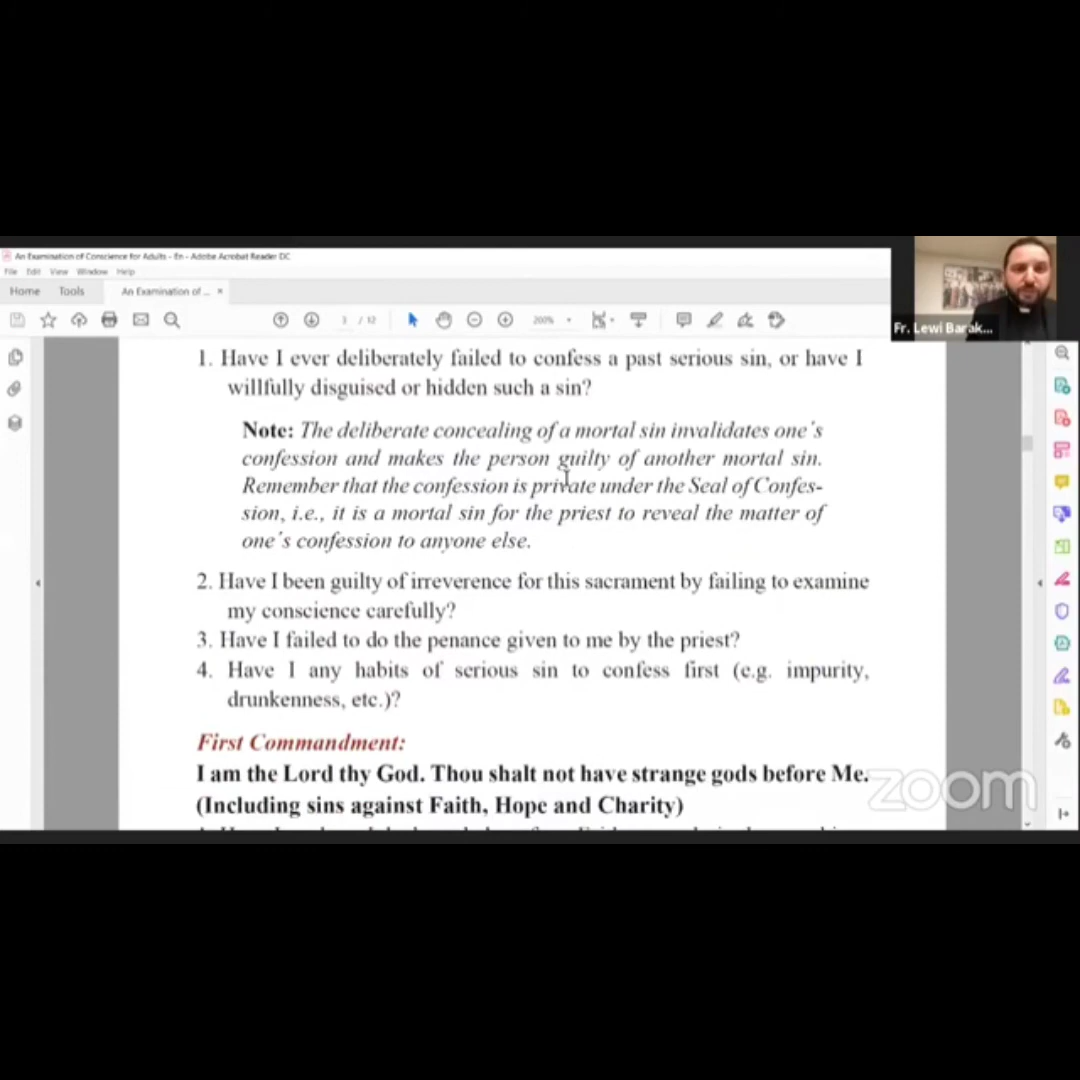 An Examination of Conscience for Adults - En - Adobe Acrobat Reader DC
File Edit View Window Help
Home Tools An Examination of ... ×
3 / 12 200%
Fr. Lewi Barak...
1. Have I ever deliberately failed to confess a past serious sin, or have I
willfully disguised or hidden such a sin?
Note: The deliberate concealing of a mortal sin invalidates one´s
confession and makes the person guilty of another mortal sin.
Remember that the confession is private under the Seal of Confes-
sion, i.e., it is a mortal sin for the priest to reveal the matter of
one´s confession to anyone else.
2. Have I been guilty of irreverence for this sacrament by failing to examine
my conscience carefully?
3. Have I failed to do the penance given to me by the priest?
4. Have I any habits of serious sin to confess first (e.g. impurity,
drunkenness, etc.)?
First Commandment:
I am the Lord thy God. Thou shalt not have strange gods before Me.
(Including sins against Faith, Hope and Charity)
zoom